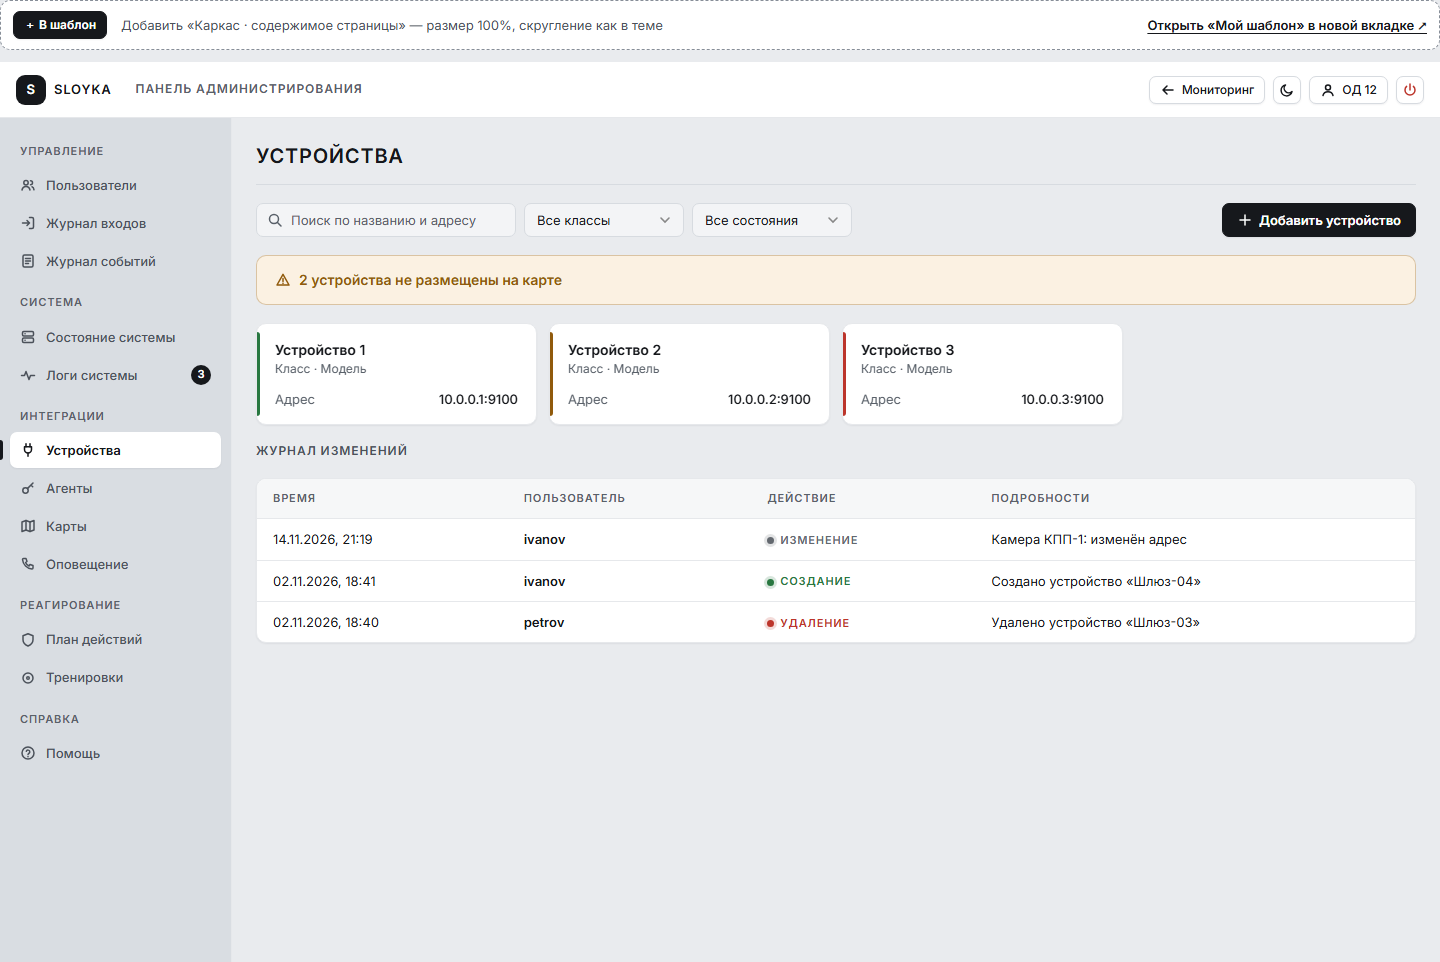 + В шаблон
Добавить «Каркас · содержимое страницы» — размер 100%, скругление как в теме
Открыть «Мой шаблон» в новой вкладке ↗
S SLOYKA
ПАНЕЛЬ АДМИНИСТРИРОВАНИЯ
← Мониторинг
ОД 12
УПРАВЛЕНИЕ
Пользователи
Журнал входов
Журнал событий
СИСТЕМА
Состояние системы
Логи системы 3
ИНТЕГРАЦИИ
Устройства
Агенты
Карты
Оповещение
РЕАГИРОВАНИЕ
План действий
Тренировки
СПРАВКА
Помощь
УСТРОЙСТВА
Поиск по названию и адресу
Все классы
Все состояния
+ Добавить устройство
2 устройства не размещены на карте
Устройство 1
Класс · Модель
Адрес 10.0.0.1:9100
Устройство 2
Класс · Модель
Адрес 10.0.0.2:9100
Устройство 3
Класс · Модель
Адрес 10.0.0.3:9100
ЖУРНАЛ ИЗМЕНЕНИЙ
ВРЕМЯ ПОЛЬЗОВАТЕЛЬ ДЕЙСТВИЕ ПОДРОБНОСТИ
14.11.2026, 21:19 ivanov ИЗМЕНЕНИЕ Камера КПП-1: изменён адрес
02.11.2026, 18:41 ivanov СОЗДАНИЕ Создано устройство «Шлюз-04»
02.11.2026, 18:40 petrov УДАЛЕНИЕ Удалено устройство «Шлюз-03»